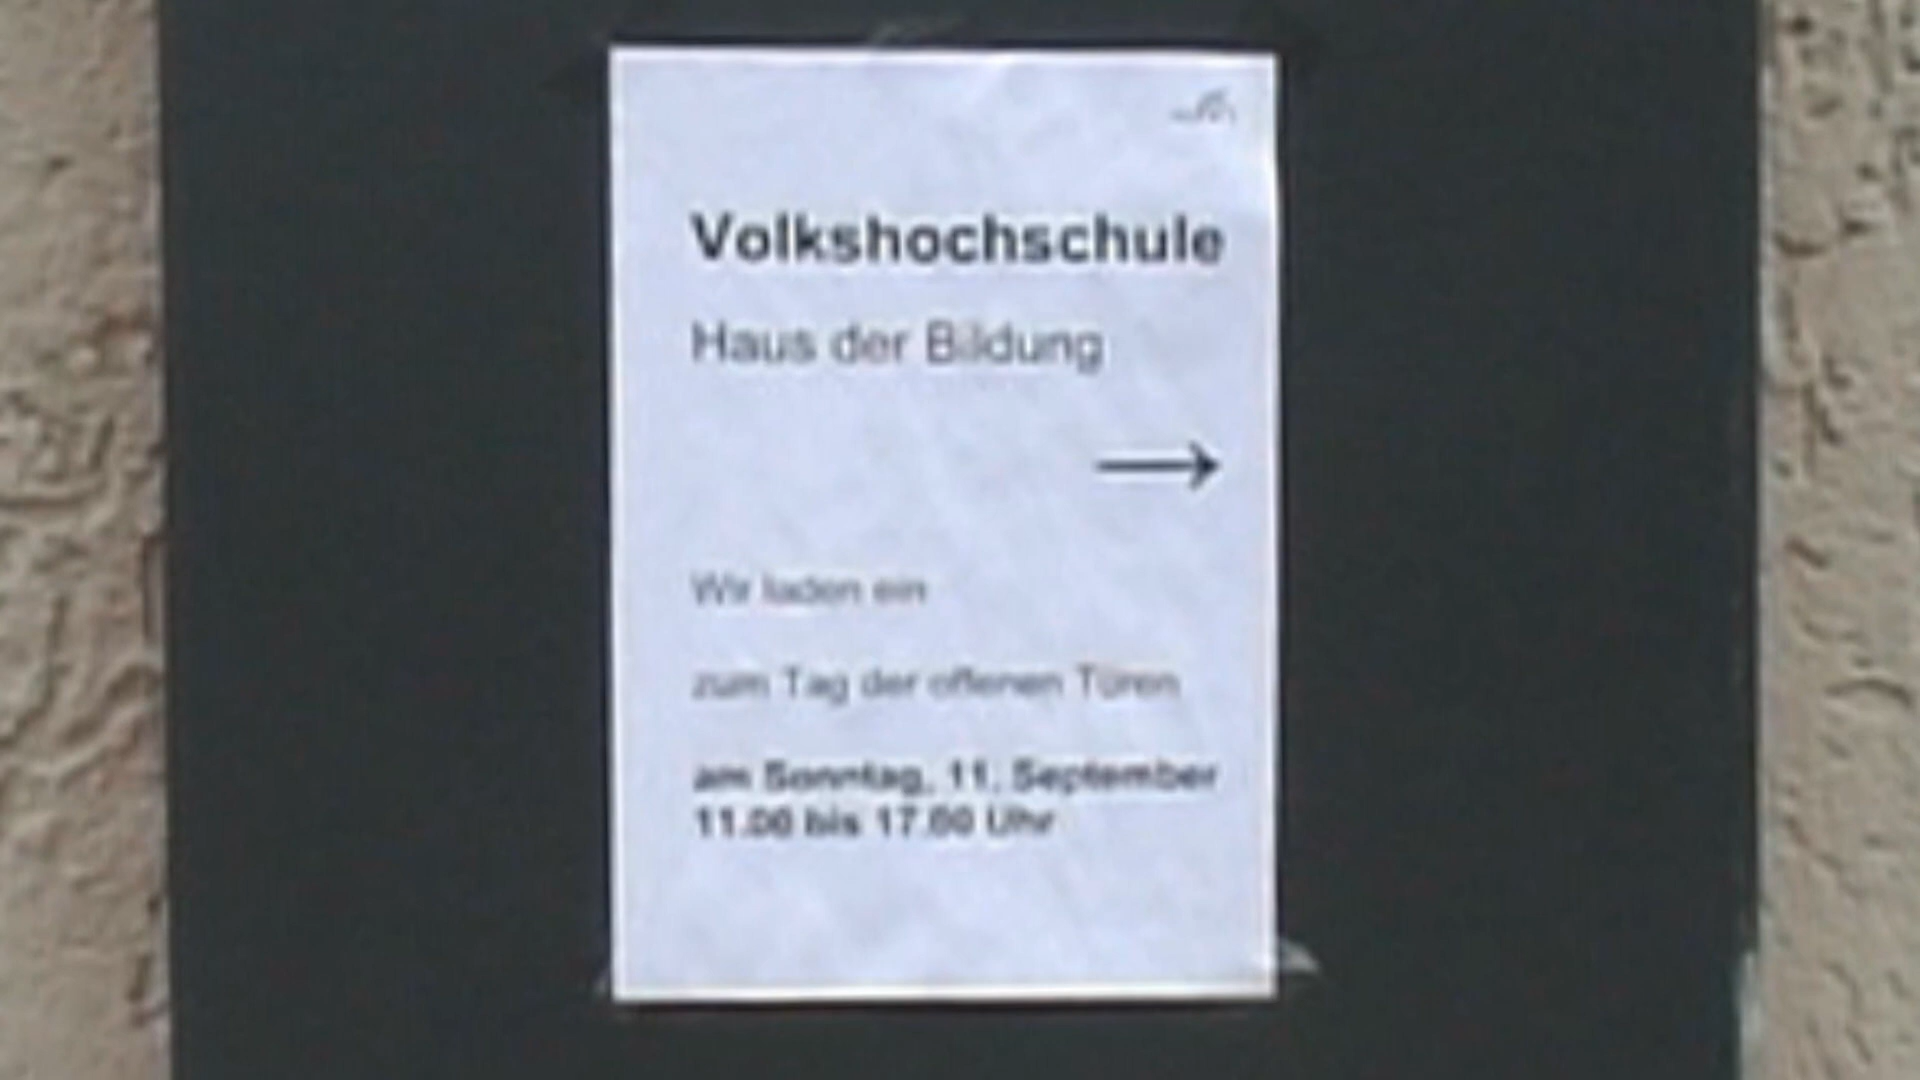 Volkshochschule
Haus der Bildung
→
Wir laden ein
zum Tag der offenen Türen
am Sonntag, 11. September
11.00 bis 17.00 Uhr